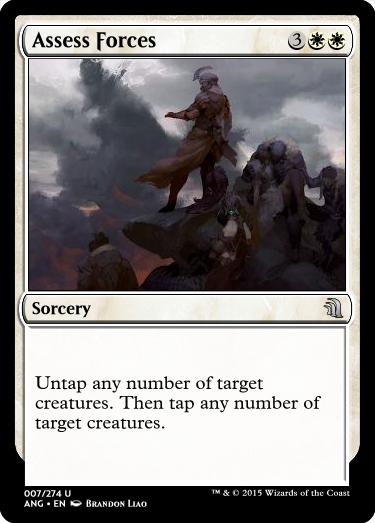 Assess Forces 3
Sorcery
Untap any number of target
creatures. Then tap any number of
target creatures.
007/274 U
ANG • EN Brandon Liao
™ & © 2015 Wizards of the Coast